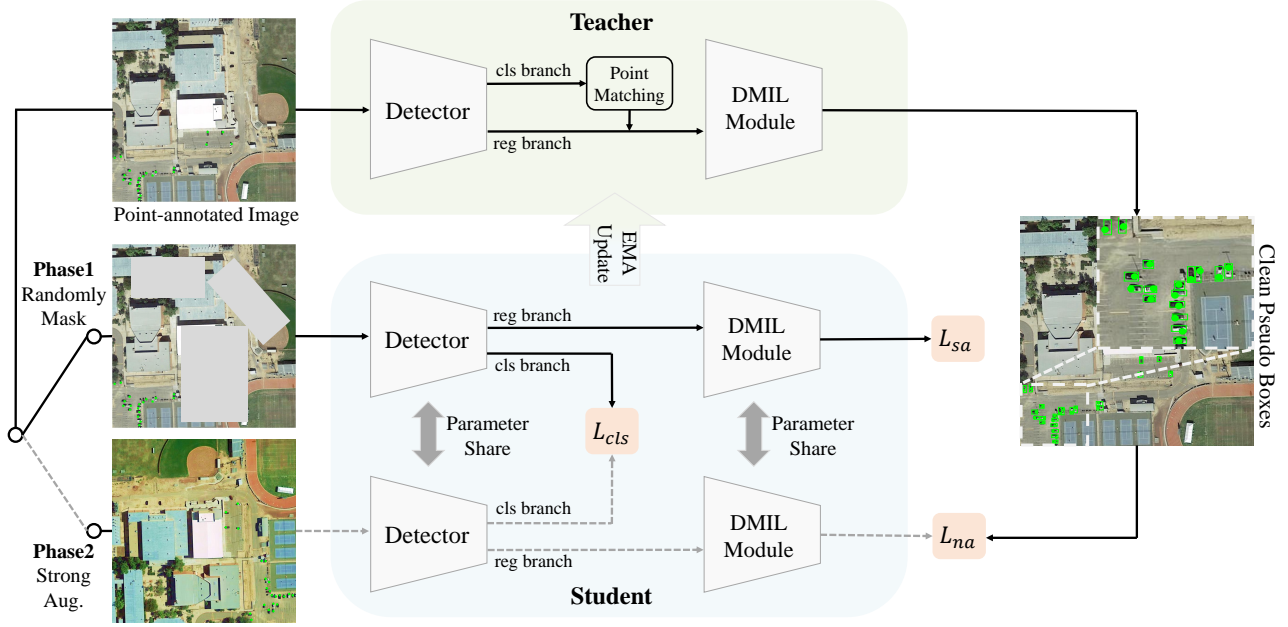 Teacher
cls branch
Point
Matching
Detector
DMIL
Module
reg branch
Point-annotated Image
EMA
Update
Phase1
Randomly
Mask
reg branch
Detector
cls branch
DMIL
Module
L_sa
Clean Pseudo Boxes
Parameter
Share
L_cls
Parameter
Share
cls branch
Detector
reg branch
DMIL
Module
L_na
Phase2
Strong
Aug.
Student